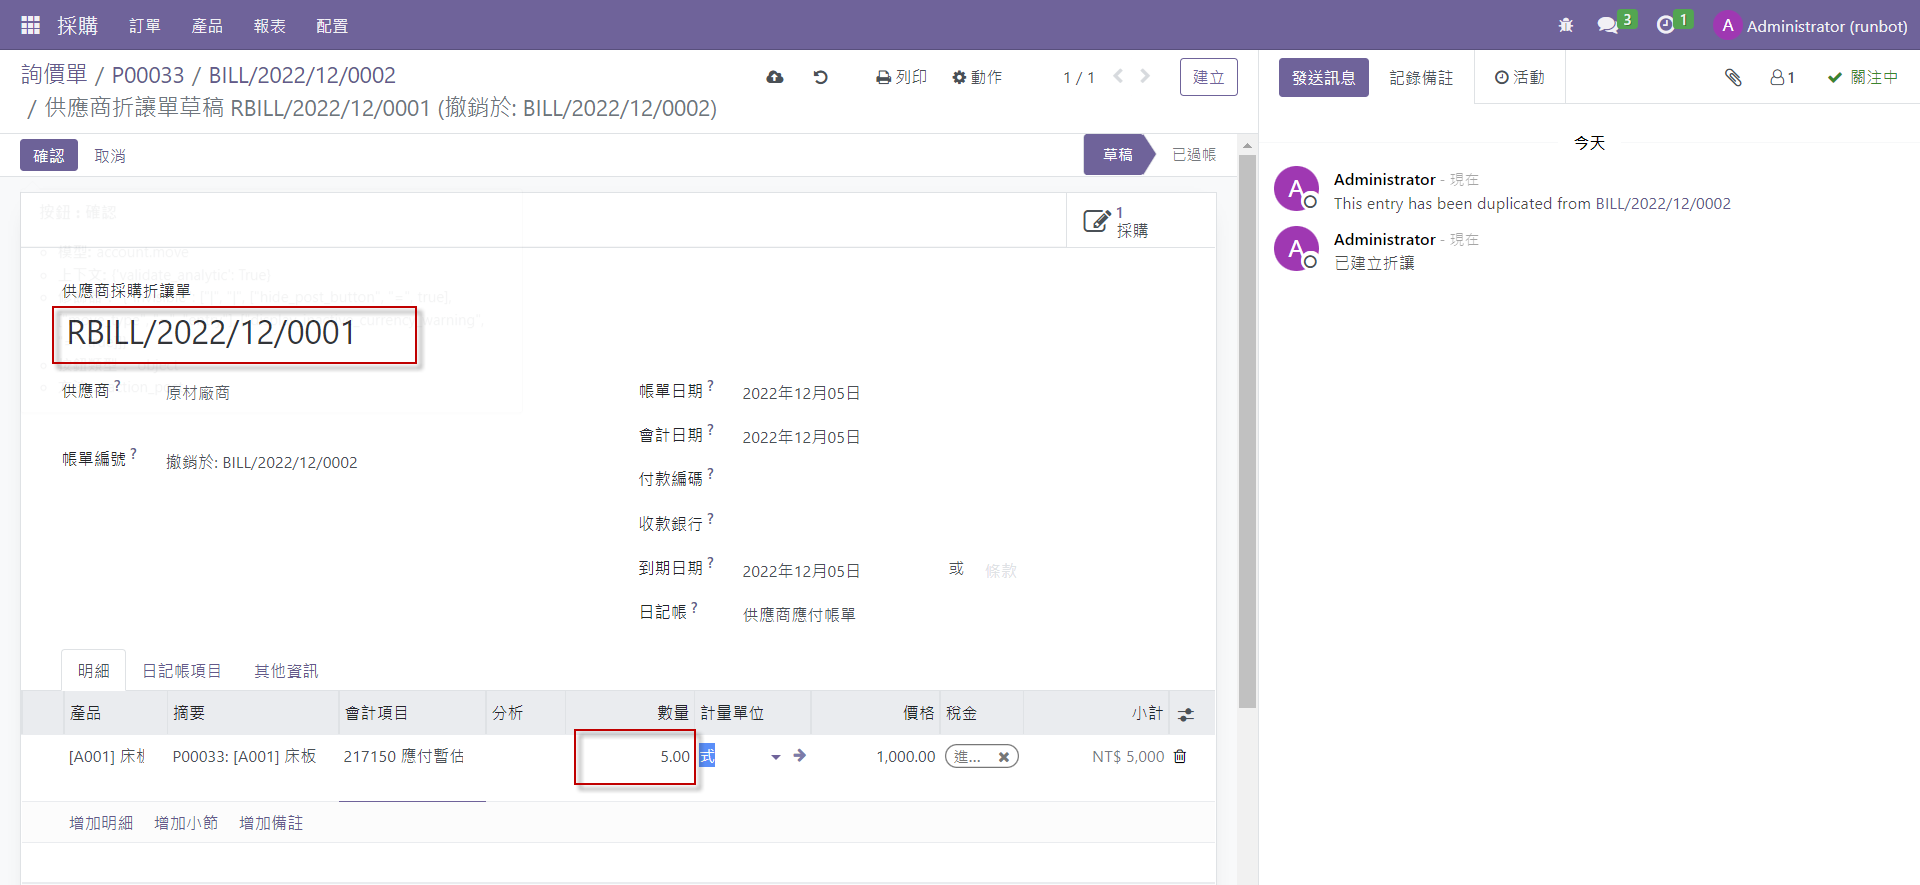 採購 訂單 產品 報表 配置 3 1 A Administrator (runbot)
詢價單 / P00033 / BILL/2022/12/0002
/ 供應商折讓單草稿 RBILL/2022/12/0001 (撤銷於: BILL/2022/12/0002)
列印 動作 1 / 1 建立
發送訊息 記錄備註 活動 1 關注中
確認 取消 草稿 已過帳
今天
A Administrator - 現在
This entry has been duplicated from BILL/2022/12/0002
A Administrator - 現在
已建立折讓
1
採購
按鈕 : 確認
模型: account.move
上下文: {'validate_analytic': True}
供應商採購折讓單
RBILL/2022/12/0001
供應商 ? 原材廠商
帳單編號 ? 撤銷於: BILL/2022/12/0002
帳單日期 ? 2022年12月05日
會計日期 ? 2022年12月05日
付款編碼 ?
收款銀行 ?
到期日期 ? 2022年12月05日 或 條款
日記帳 ? 供應商應付帳單
明細 日記帳項目 其他資訊
產品 摘要 會計項目 分析 數量 計量單位 價格 稅金 小計
[A001] 床 P00033: [A001] 床板 217150 應付暫估 5.00 式 1,000.00 進... NT$ 5,000
增加明細 增加小節 增加備註